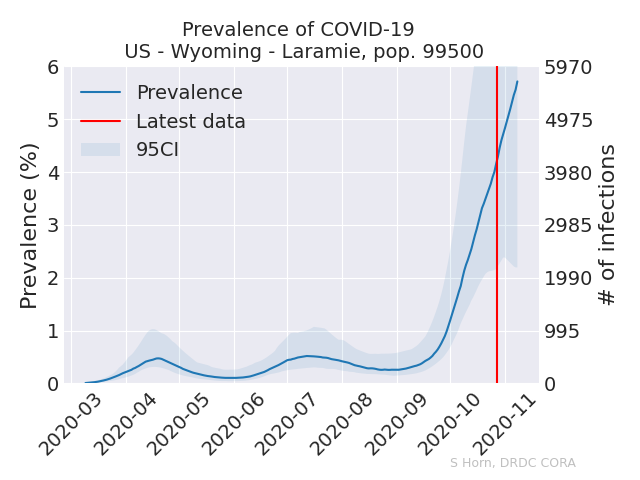 Prevalence of COVID-19
US - Wyoming - Laramie, pop. 99500
Prevalence (%)
6
5
4
3
2
1
0
Prevalence
Latest data
95CI
5970
4975
3980
2985
1990
995
0
# of infections
2020-03
2020-04
2020-05
2020-06
2020-07
2020-08
2020-09
2020-10
2020-11
S Horn, DRDC CORA